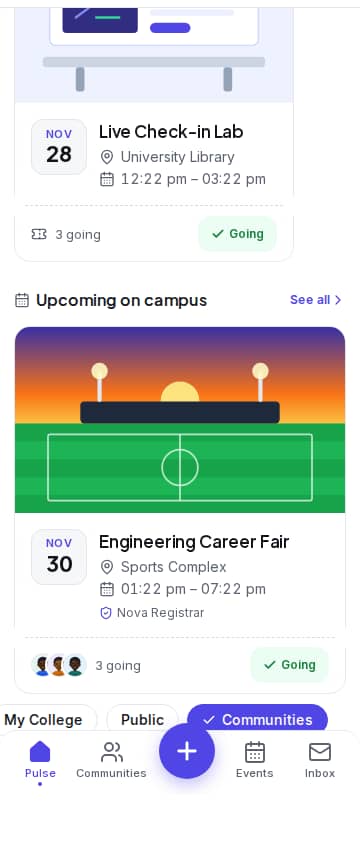 NOV
28
Live Check-in Lab
University Library
12:22 pm – 03:22 pm
3 going
Going
Upcoming on campus
See all
NOV
30
Engineering Career Fair
Sports Complex
01:22 pm – 07:22 pm
Nova Registrar
3 going
Going
My College
Public
Communities
Pulse
Communities
Events
Inbox